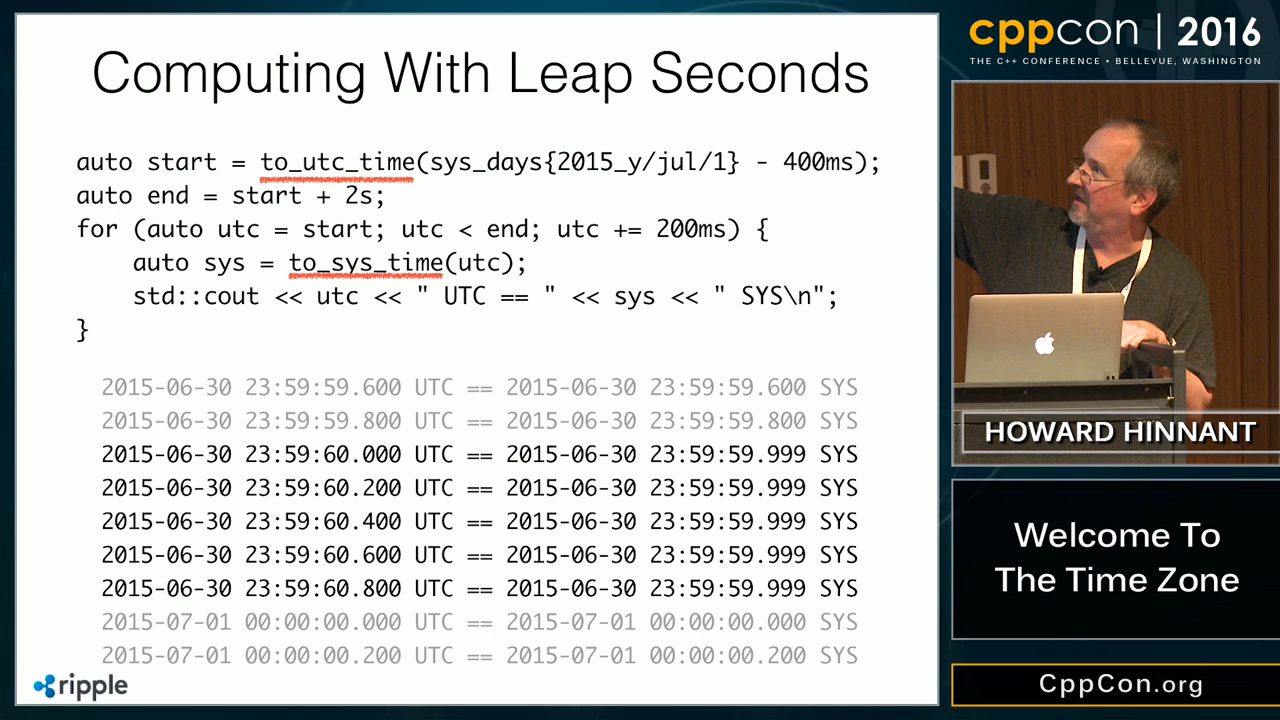 Computing With Leap Seconds
auto start = to_utc_time(sys_days{2015_y/jul/1} - 400ms);
auto end = start + 2s;
for (auto utc = start; utc < end; utc += 200ms) {
    auto sys = to_sys_time(utc);
    std::cout << utc << " UTC == " << sys << " SYS\n";
}
2015-06-30 23:59:59.600 UTC == 2015-06-30 23:59:59.600 SYS
2015-06-30 23:59:59.800 UTC == 2015-06-30 23:59:59.800 SYS
2015-06-30 23:59:60.000 UTC == 2015-06-30 23:59:59.999 SYS
2015-06-30 23:59:60.200 UTC == 2015-06-30 23:59:59.999 SYS
2015-06-30 23:59:60.400 UTC == 2015-06-30 23:59:59.999 SYS
2015-06-30 23:59:60.600 UTC == 2015-06-30 23:59:59.999 SYS
2015-06-30 23:59:60.800 UTC == 2015-06-30 23:59:59.999 SYS
2015-07-01 00:00:00.000 UTC == 2015-07-01 00:00:00.000 SYS
2015-07-01 00:00:00.200 UTC == 2015-07-01 00:00:00.200 SYS
ripple
cppcon | 2016
THE C++ CONFERENCE • BELLEVUE, WASHINGTON
HOWARD HINNANT
Welcome To
The Time Zone
CppCon.org